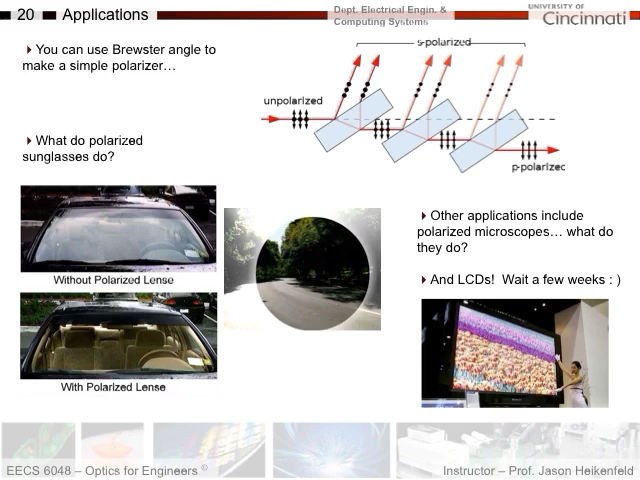 20 Applications
Dept. Electrical Engin. &
Computing Systems
UNIVERSITY OF
Cincinnati
You can use Brewster angle to
make a simple polarizer…
s-polarized
unpolarized
p-polarized
What do polarized
sunglasses do?
Without Polarized Lense
With Polarized Lense
Other applications include
polarized microscopes… what do
they do?
And LCDs! Wait a few weeks : )
EECS 6048 – Optics for Engineers ©
Instructor – Prof. Jason Heikenfeld